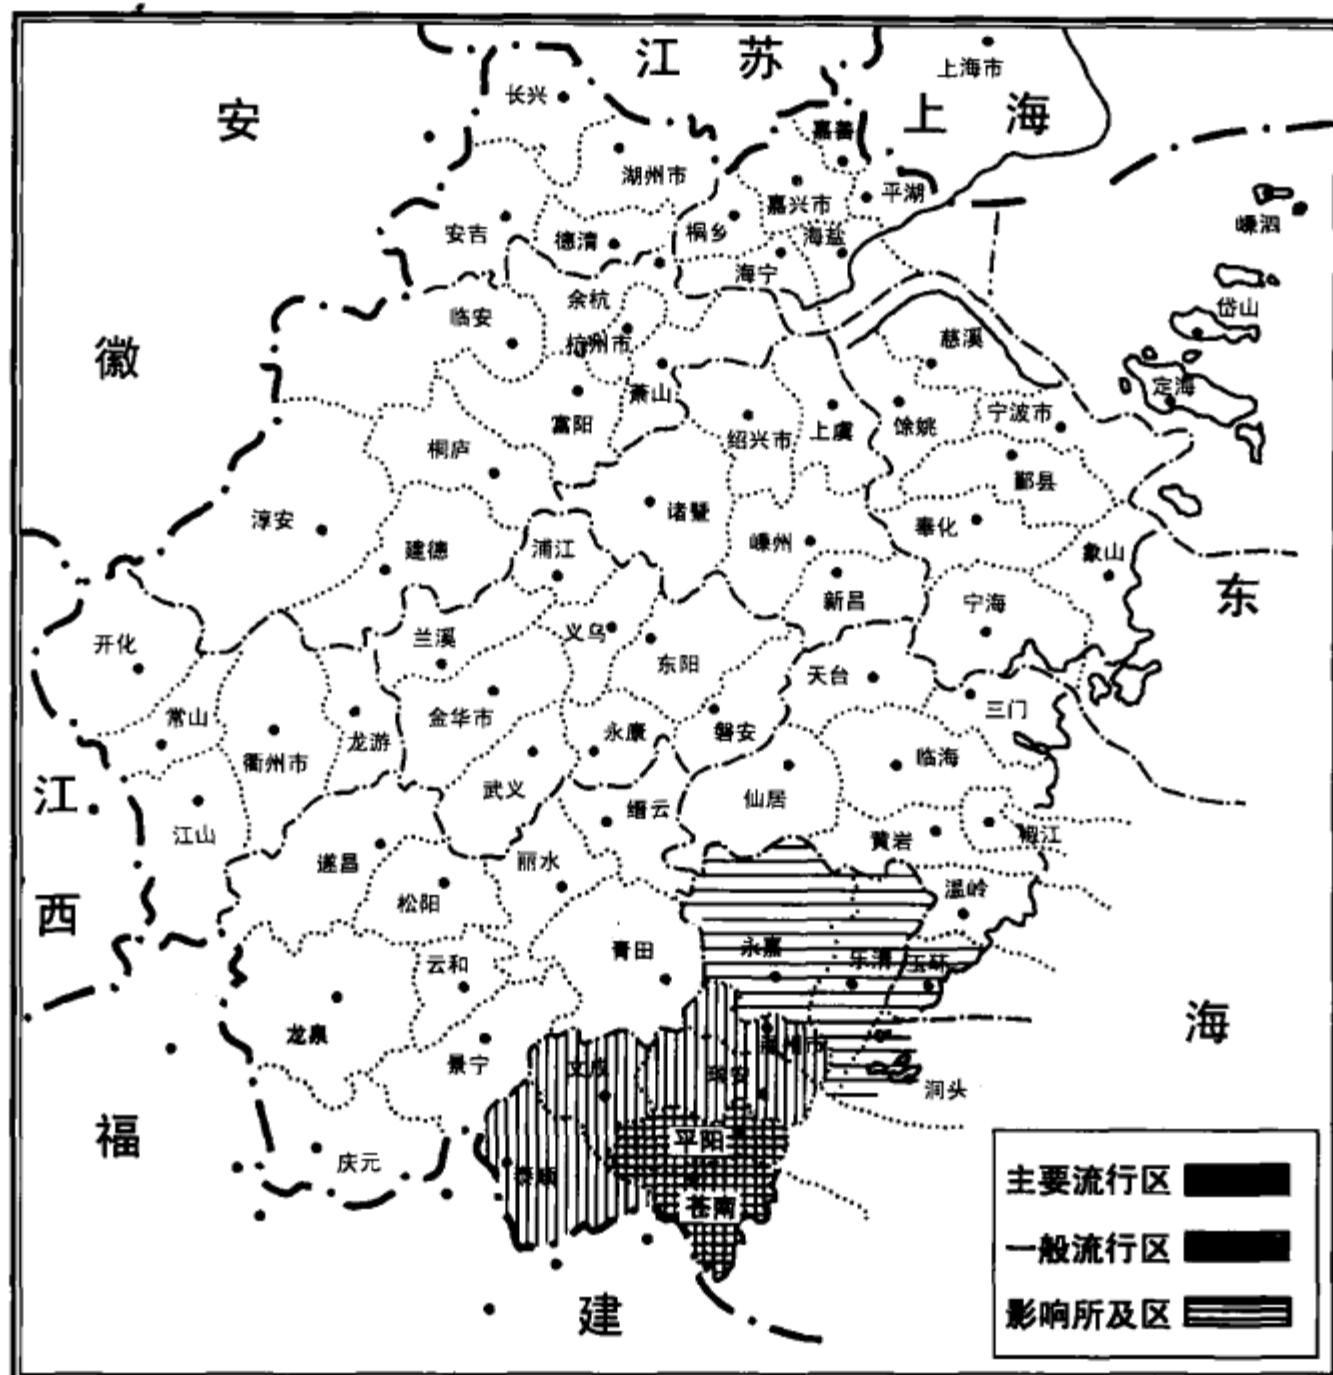 江 苏
上海市
长兴
安
上 海
嘉善
湖州市
嘉兴市
平湖
安吉
德清
桐乡
海盐
嵊泗
海宁
余杭
岱山
临安
杭州市
慈溪
徽
定海
萧山
富阳
绍兴市
上虞
馀姚
宁波市
桐庐
鄞县
诸暨
淳安
奉化
嵊州
建德
浦江
象山
东
新昌
宁海
兰溪
义乌
开化
东阳
天台
三门
常山
金华市
永康
磐安
龙游
衢州市
临海
武义
江
仙居
缙云
江山
黄岩
椒江
遂昌
丽水
温岭
松阳
西
青田
永嘉
乐清
玉环
云和
海
龙泉
景宁
文成
瑞安
温州市
洞头
福
平阳
庆元
泰顺
苍南
建
主要流行区
一般流行区
影响所及区